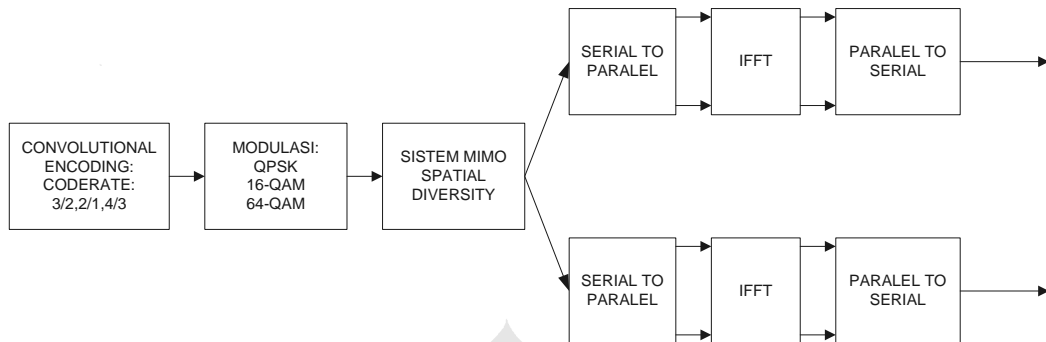 CONVOLUTIONAL
ENCODING:
CODERATE:
3/2,2/1,4/3
MODULASI:
QPSK
16-QAM
64-QAM
SISTEM MIMO
SPATIAL
DIVERSITY
SERIAL TO
PARALEL
IFFT
PARALEL TO
SERIAL
SERIAL TO
PARALEL
IFFT
PARALEL TO
SERIAL